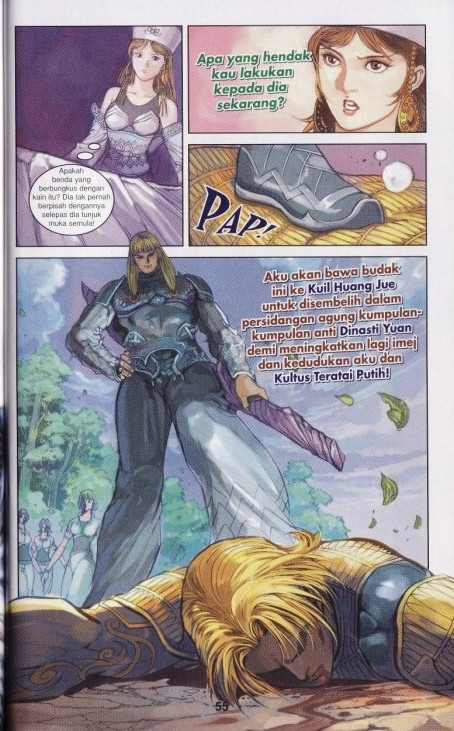 Apakah
benda yang
berbungkus dengan
kain itu? Dia tak pernah
berpisah dengannya
selepas dia tunjuk
muka semula!
Apa yang hendak
kau lakukan
kepada dia
sekarang?
PAP!
Aku akan bawa budak
ini ke Kuil Huang Jue
untuk disembelih dalam
persidangan agung kumpulan-
kumpulan anti Dinasti Yuan
demi meningkatkan lagi imej
dan kedudukan aku dan
Kultus Teratai Putih!
55